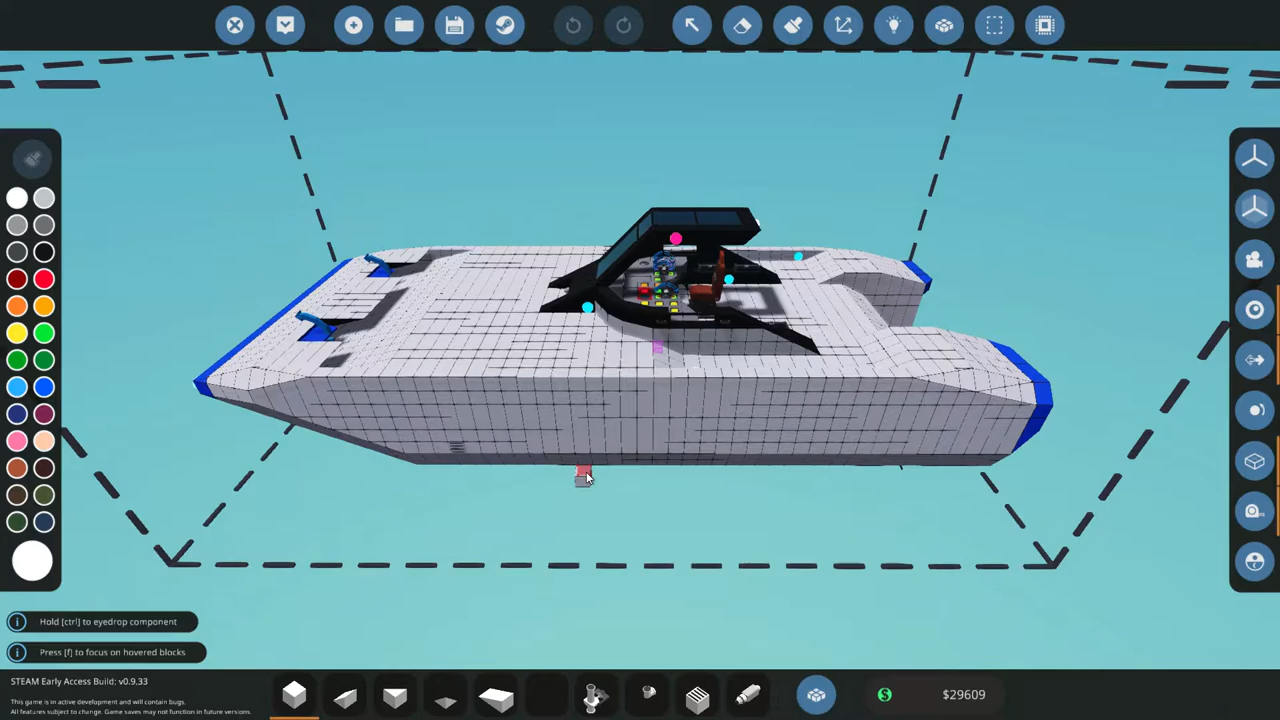 Hold [ctrl] to eyedrop component
Press [f] to focus on hovered blocks
STEAM Early Access Build: v0.9.33
This game is in active development and will contain bugs.
All features subject to change. Game saves may not function in future versions.
$ $29609